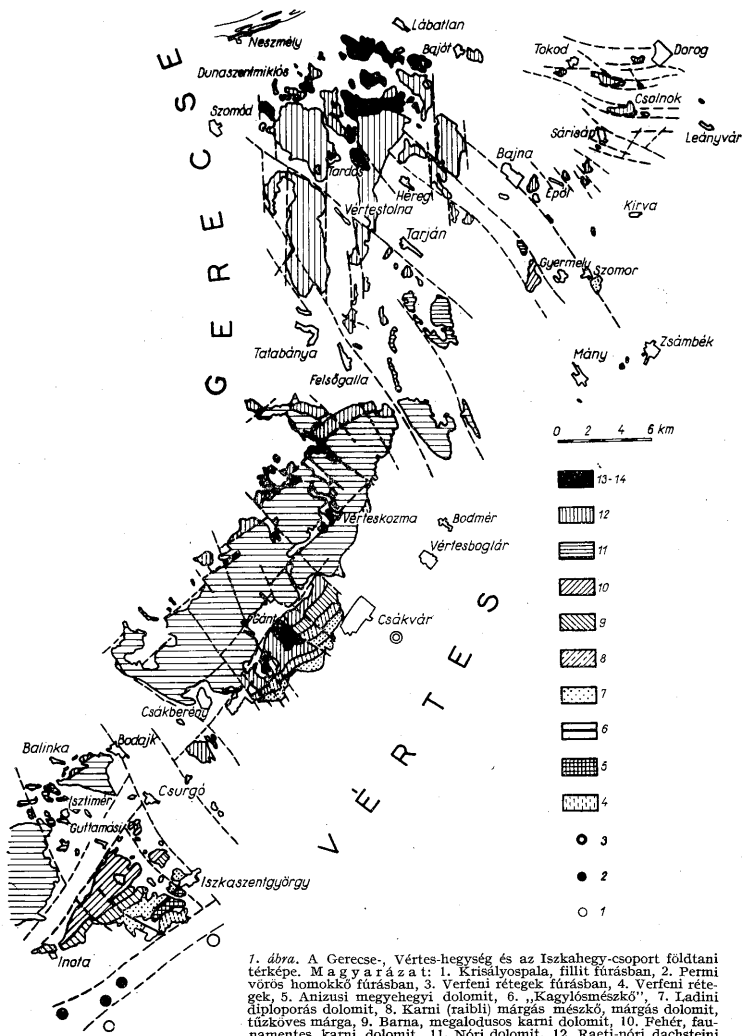 Lábatlan
Neszmély
Bajót
Tokod
Dorog
Dunaszentmiklós
Csolnok
Szomód
Sárisáp
Leányvár
Tardos
Bajna
Héreg
Epöl
Kirva
Vértestolna
Tarján
Gyermely
Szomor
GERECSE
Tatabánya
Zsámbék
Mány
Felsőgalla
0 2 4 6 km
13-14
12
Vérteskozma
Bodmér
11
Vértesboglár
10
Gánt
Csákvár
9
8
7
Csákberény
6
Balinka
Bodajk
5
Isztimér
Csurgó
4
Guttamási
VÉRTES
3
Iszkaszentgyörgy
2
1
Inota
1. ábra. A Gerecse-, Vértes-hegység és az Iszkahegy-csoport földtani
térképe. Magyarázat: 1. Krisályospala, fillit fúrásban, 2. Permi
vörös homokkő fúrásban, 3. Verfeni rétegek fúrásban, 4. Verfeni réte-
gek, 5. Anizusi megyehegyi dolomit, 6. „Kagylósmészkő", 7. Ladini
diploporás dolomit, 8. Karni (raibli) márgás mészkő, márgás dolomit,
tűzköves márga, 9. Barna, megalodusos karni dolomit, 10. Fehér, fau-
namentes karni dolomit, 11. Nóri dolomit, 12. Raeti-nóri dachsteini